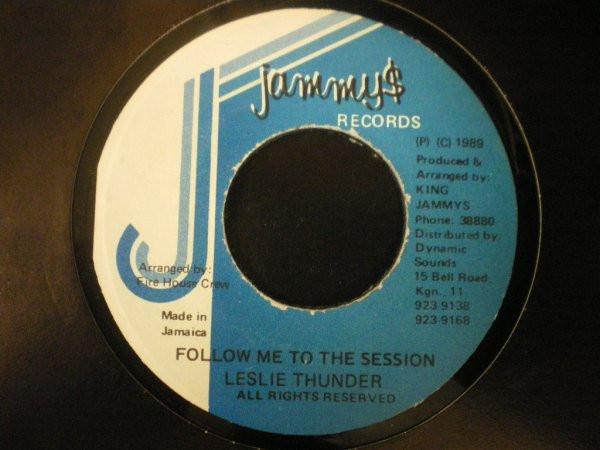 jammy$
RECORDS
(P) (C) 1989
Produced &
Arranged by:
KING
JAMMYS
Phone: 38880
Distributed by:
Dynamic
Sounds
15 Bell Road
Kgn., 11
923-9138
923-9168
Arranged by:
Fire House Crew
Made in
Jamaica
FOLLOW ME TO THE SESSION
LESLIE THUNDER
ALL RIGHTS RESERVED